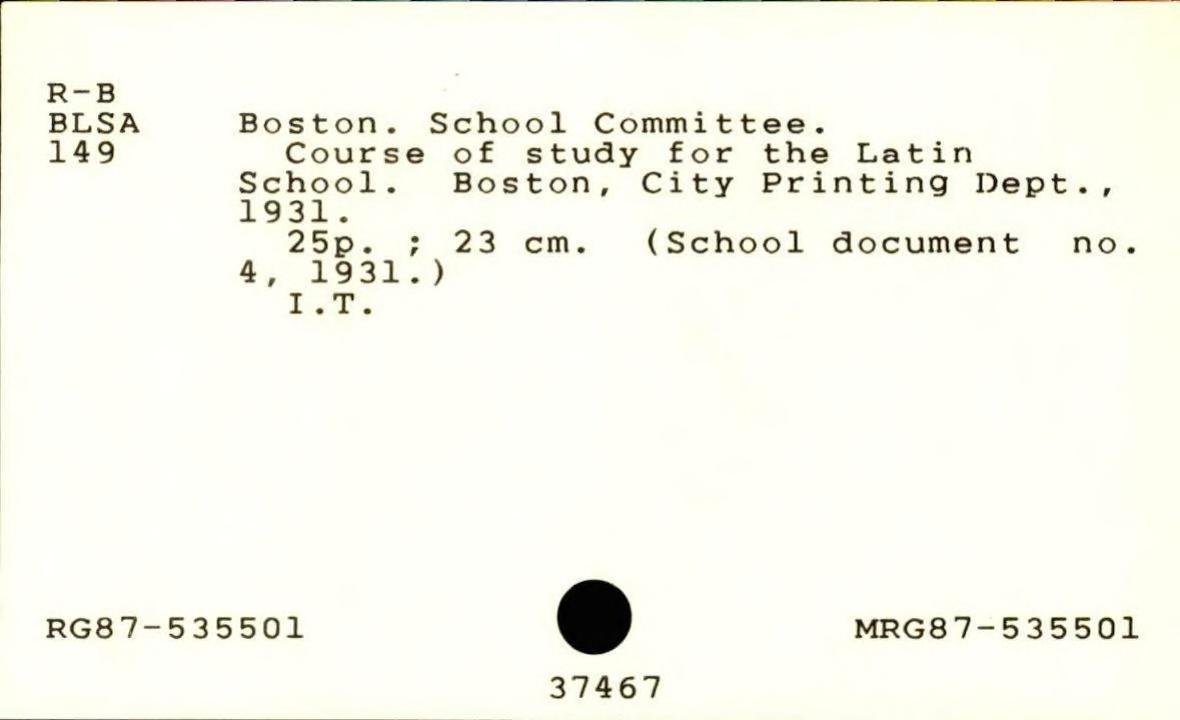 R-B
BLSA Boston. School Committee.
149 Course of study for the Latin
School. Boston, City Printing Dept.,
1931.
25p. ; 23 cm. (School document no.
4, 1931.)
I.T.
RG87-535501 MRG87-535501
37467